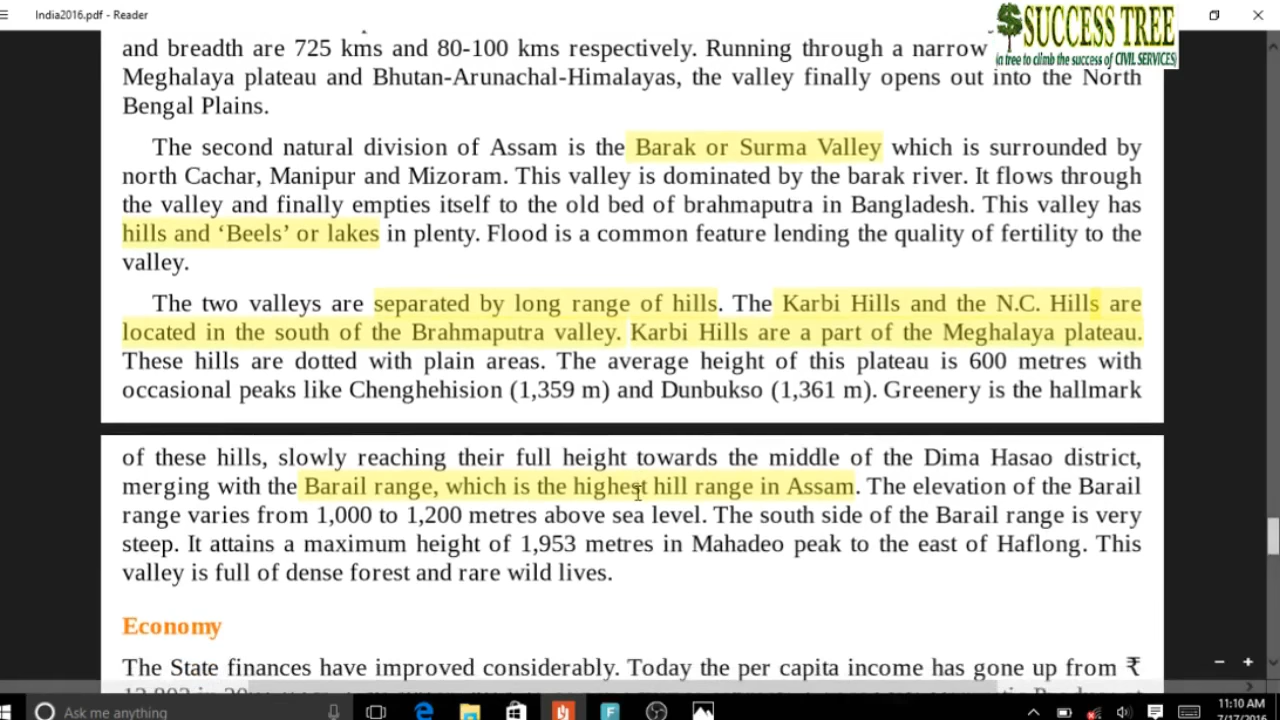 India2016.pdf - Reader
SUCCESS TREE
(a tree to climb the success of CIVIL SERVICES)
and breadth are 725 kms and 80-100 kms respectively. Running through a narrow
Meghalaya plateau and Bhutan-Arunachal-Himalayas, the valley finally opens out into the North
Bengal Plains.
The second natural division of Assam is the Barak or Surma Valley which is surrounded by
north Cachar, Manipur and Mizoram. This valley is dominated by the barak river. It flows through
the valley and finally empties itself to the old bed of brahmaputra in Bangladesh. This valley has
hills and ‘Beels’ or lakes in plenty. Flood is a common feature lending the quality of fertility to the
valley.
The two valleys are separated by long range of hills. The Karbi Hills and the N.C. Hills are
located in the south of the Brahmaputra valley. Karbi Hills are a part of the Meghalaya plateau.
These hills are dotted with plain areas. The average height of this plateau is 600 metres with
occasional peaks like Chenghehision (1,359 m) and Dunbukso (1,361 m). Greenery is the hallmark
of these hills, slowly reaching their full height towards the middle of the Dima Hasao district,
merging with the Barail range, which is the highest hill range in Assam. The elevation of the Barail
range varies from 1,000 to 1,200 metres above sea level. The south side of the Barail range is very
steep. It attains a maximum height of 1,953 metres in Mahadeo peak to the east of Haflong. This
valley is full of dense forest and rare wild lives.
Economy
The State finances have improved considerably. Today the per capita income has gone up from ₹
Ask me anything
11:10 AM